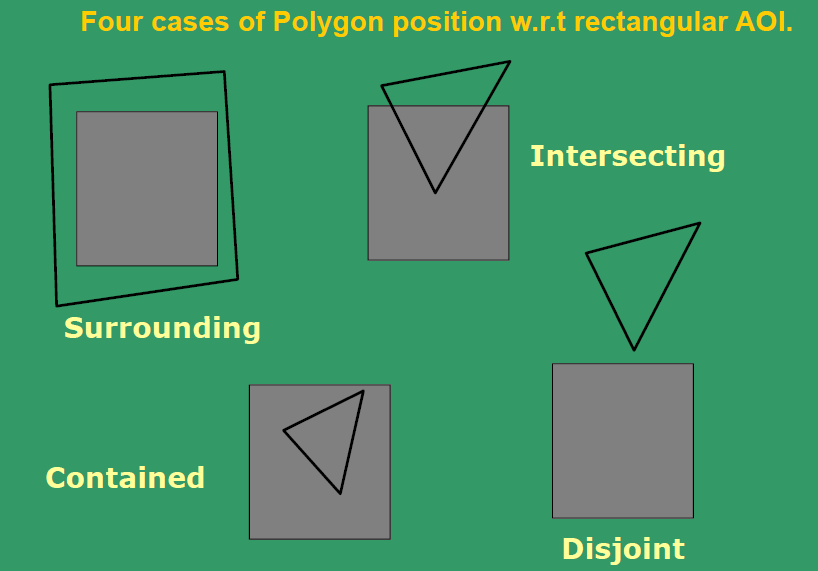 Four cases of Polygon position w.r.t rectangular AOI.
Intersecting
Surrounding
Contained
Disjoint